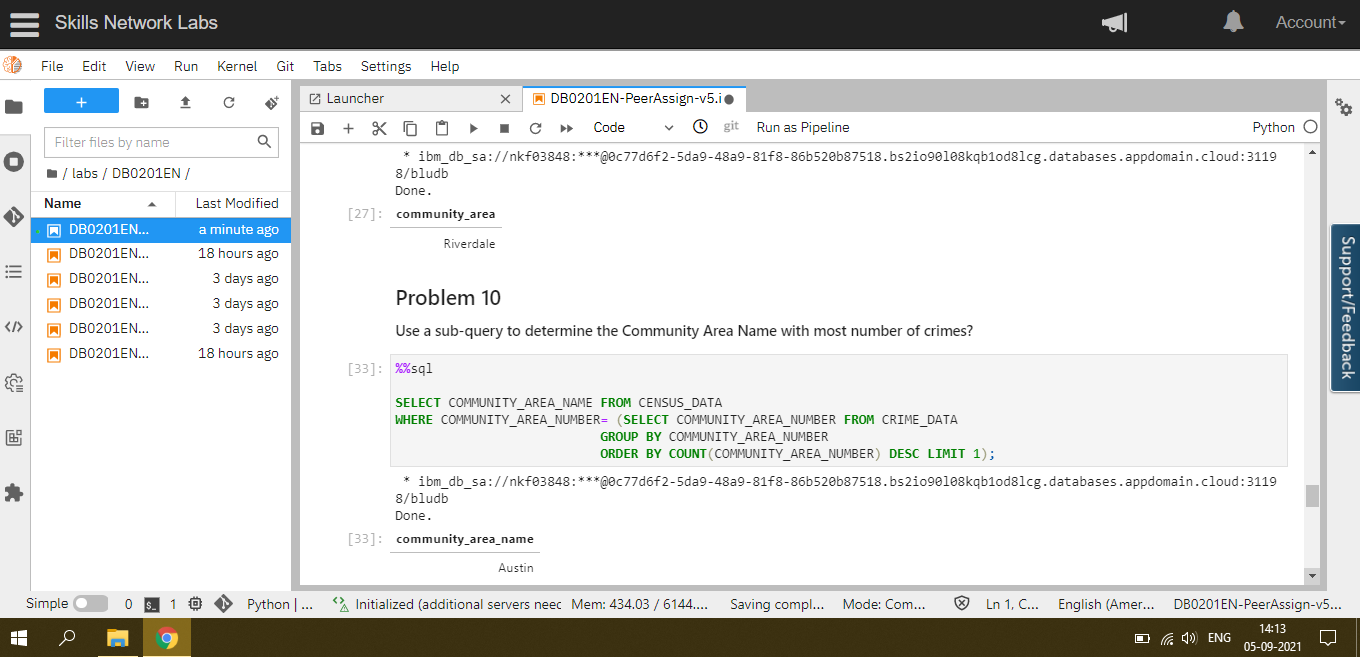 Skills Network Labs
Account
File Edit View Run Kernel Git Tabs Settings Help
+
Filter files by name
/ labs / DB0201EN /
Name Last Modified
DB0201EN... a minute ago
DB0201EN... 18 hours ago
DB0201EN... 3 days ago
DB0201EN... 3 days ago
DB0201EN... 3 days ago
DB0201EN... 18 hours ago
Launcher
DB0201EN-PeerAssign-v5.i
Code git Run as Pipeline Python
* ibm_db_sa://nkf03848:***@0c77d6f2-5da9-48a9-81f8-86b520b87518.bs2io90l08kqb1od8lcg.databases.appdomain.cloud:3119
8/bludb
Done.
[27]: community_area
Riverdale
Problem 10
Use a sub-query to determine the Community Area Name with most number of crimes?
[33]: %%sql
SELECT COMMUNITY_AREA_NAME FROM CENSUS_DATA
WHERE COMMUNITY_AREA_NUMBER= (SELECT COMMUNITY_AREA_NUMBER FROM CRIME_DATA
GROUP BY COMMUNITY_AREA_NUMBER
ORDER BY COUNT(COMMUNITY_AREA_NUMBER) DESC LIMIT 1);
* ibm_db_sa://nkf03848:***@0c77d6f2-5da9-48a9-81f8-86b520b87518.bs2io90l08kqb1od8lcg.databases.appdomain.cloud:3119
8/bludb
Done.
[33]: community_area_name
Austin
Support/Feedback
Simple 0 $_ 1 Python | ... Initialized (additional servers neec Mem: 434.03 / 6144.... Saving compl... Mode: Com... Ln 1, C... English (Amer... DB0201EN-PeerAssign-v5...
ENG
14:13
05-09-2021